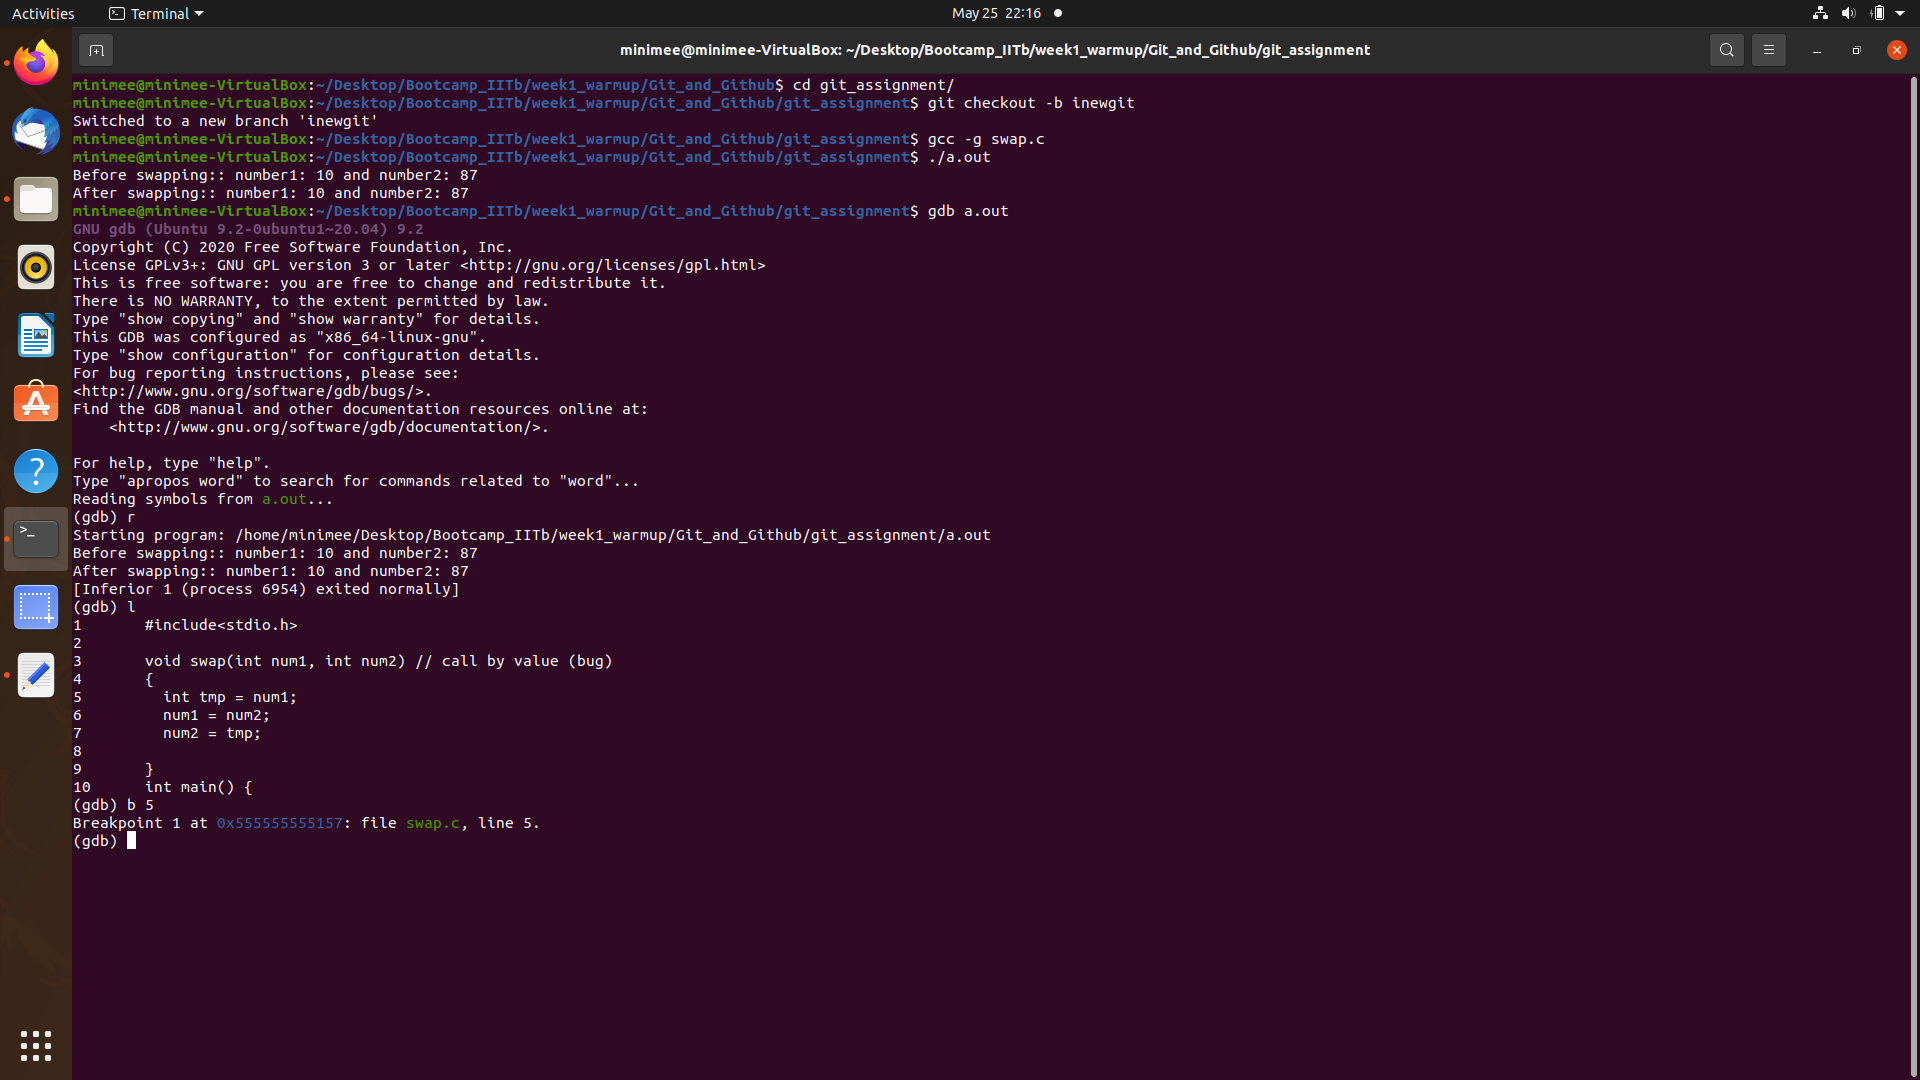 Activities
Terminal
May 25 22:16
minimee@minimee-VirtualBox: ~/Desktop/Bootcamp_IITb/week1_warmup/Git_and_Github/git_assignment
minimee@minimee-VirtualBox:~/Desktop/Bootcamp_IITb/week1_warmup/Git_and_Github$ cd git_assignment/
minimee@minimee-VirtualBox:~/Desktop/Bootcamp_IITb/week1_warmup/Git_and_Github/git_assignment$ git checkout -b inewgit
Switched to a new branch 'inewgit'
minimee@minimee-VirtualBox:~/Desktop/Bootcamp_IITb/week1_warmup/Git_and_Github/git_assignment$ gcc -g swap.c
minimee@minimee-VirtualBox:~/Desktop/Bootcamp_IITb/week1_warmup/Git_and_Github/git_assignment$ ./a.out
Before swapping:: number1: 10 and number2: 87
After swapping:: number1: 10 and number2: 87
minimee@minimee-VirtualBox:~/Desktop/Bootcamp_IITb/week1_warmup/Git_and_Github/git_assignment$ gdb a.out
GNU gdb (Ubuntu 9.2-0ubuntu1~20.04) 9.2
Copyright (C) 2020 Free Software Foundation, Inc.
License GPLv3+: GNU GPL version 3 or later <http://gnu.org/licenses/gpl.html>
This is free software: you are free to change and redistribute it.
There is NO WARRANTY, to the extent permitted by law.
Type "show copying" and "show warranty" for details.
This GDB was configured as "x86_64-linux-gnu".
Type "show configuration" for configuration details.
For bug reporting instructions, please see:
<http://www.gnu.org/software/gdb/bugs/>.
Find the GDB manual and other documentation resources online at:
    <http://www.gnu.org/software/gdb/documentation/>.
For help, type "help".
Type "apropos word" to search for commands related to "word"...
Reading symbols from a.out...
(gdb) r
Starting program: /home/minimee/Desktop/Bootcamp_IITb/week1_warmup/Git_and_Github/git_assignment/a.out
Before swapping:: number1: 10 and number2: 87
After swapping:: number1: 10 and number2: 87
[Inferior 1 (process 6954) exited normally]
(gdb) l
1       #include<stdio.h>
2
3       void swap(int num1, int num2) // call by value (bug)
4       {
5         int tmp = num1;
6         num1 = num2;
7         num2 = tmp;
8
9       }
10      int main() {
(gdb) b 5
Breakpoint 1 at 0x555555555157: file swap.c, line 5.
(gdb)